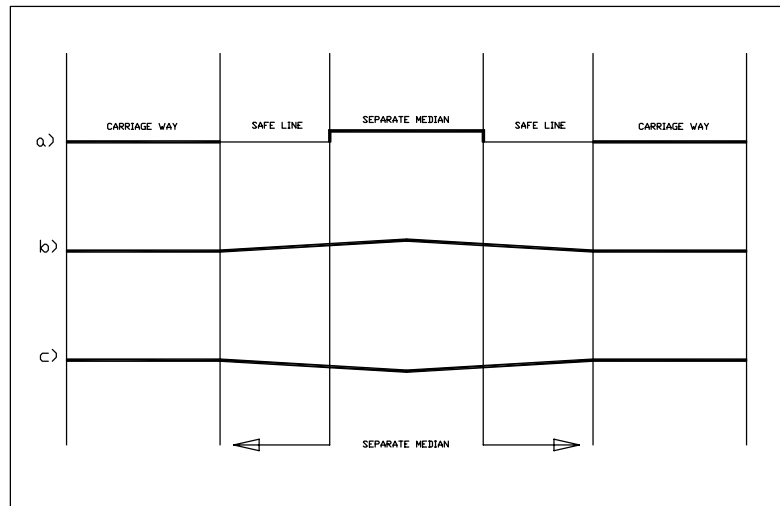 SEPARATE MEDIAN
CARRIAGE WAY SAFE LINE SAFE LINE CARRIAGE WAY
a)
b)
c)
SEPARATE MEDIAN